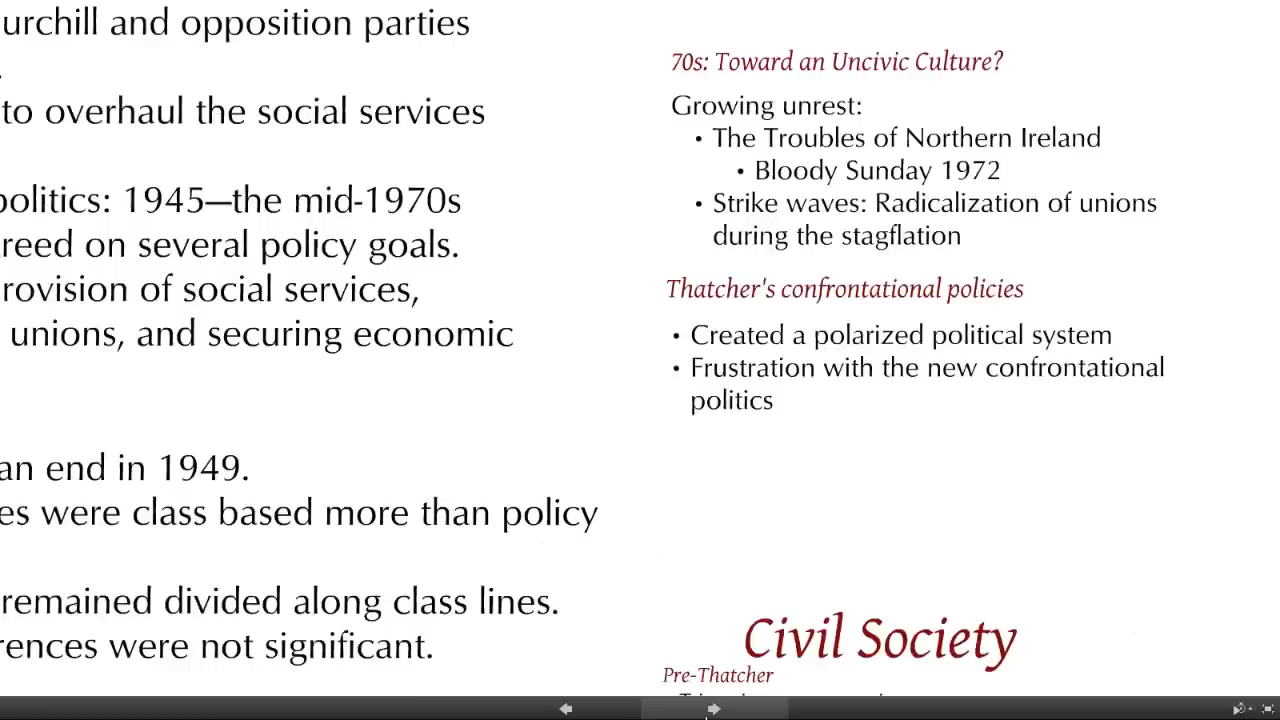 urchill and opposition parties
.
to overhaul the social services
politics: 1945—the mid-1970s
reed on several policy goals.
rovision of social services,
unions, and securing economic
an end in 1949.
es were class based more than policy
remained divided along class lines.
rences were not significant.
70s: Toward an Uncivic Culture?
Growing unrest:
• The Troubles of Northern Ireland
• Bloody Sunday 1972
• Strike waves: Radicalization of unions
during the stagflation
Thatcher's confrontational policies
• Created a polarized political system
• Frustration with the new confrontational
politics
Civil Society
Pre-Thatcher